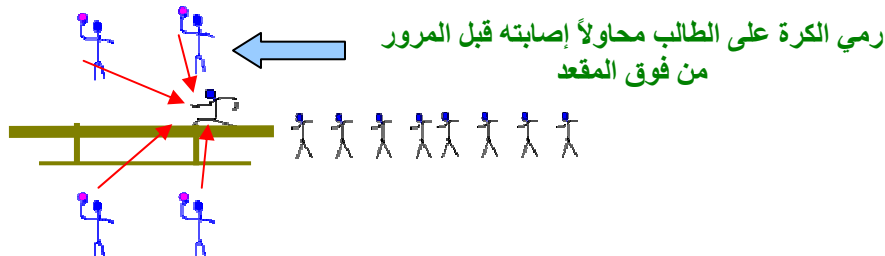 رمي الكرة على الطالب محاولاً إصابته قبل المرور
من فوق المقعد